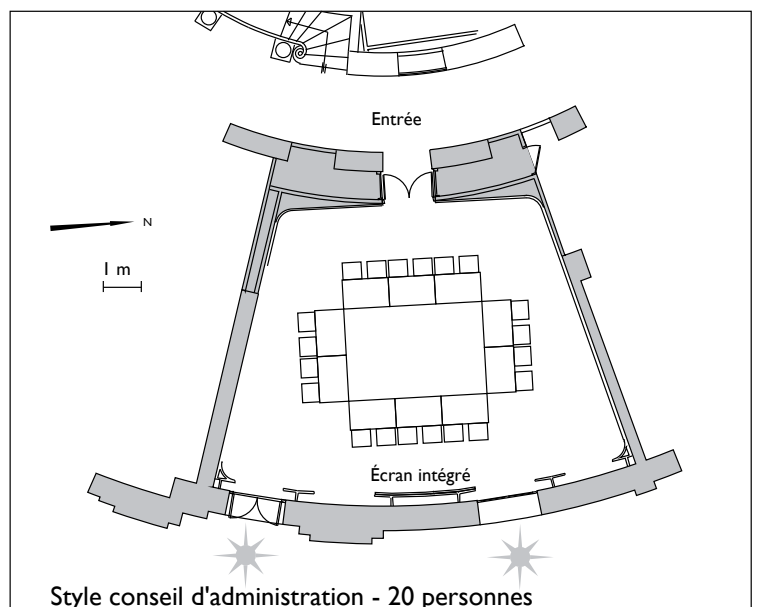 Entrée
N
1 m
Écran intégré
Style conseil d'administration - 20 personnes